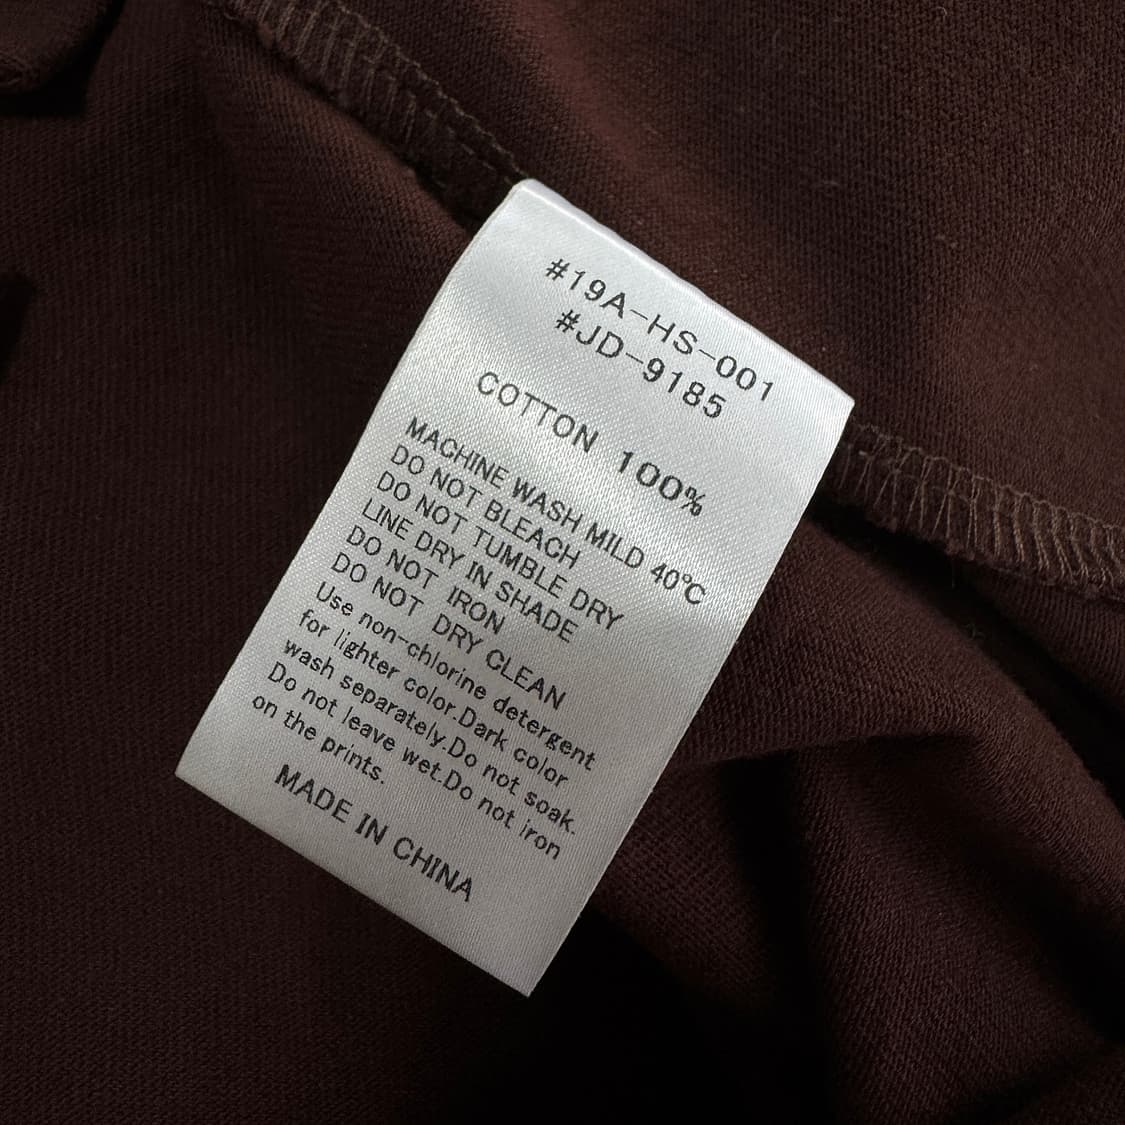 #19A-HS-001
#JD-9185
COTTON 100%
MACHINE WASH MILD 40℃
DO NOT BLEACH
DO NOT TUMBLE DRY
LINE DRY IN SHADE
DO NOT IRON
DO NOT DRY CLEAN
Use non-chlorine detergent
for lighter color.Dark color
wash separately.Do not soak.
Do not leave wet.Do not iron
on the prints.
MADE IN CHINA